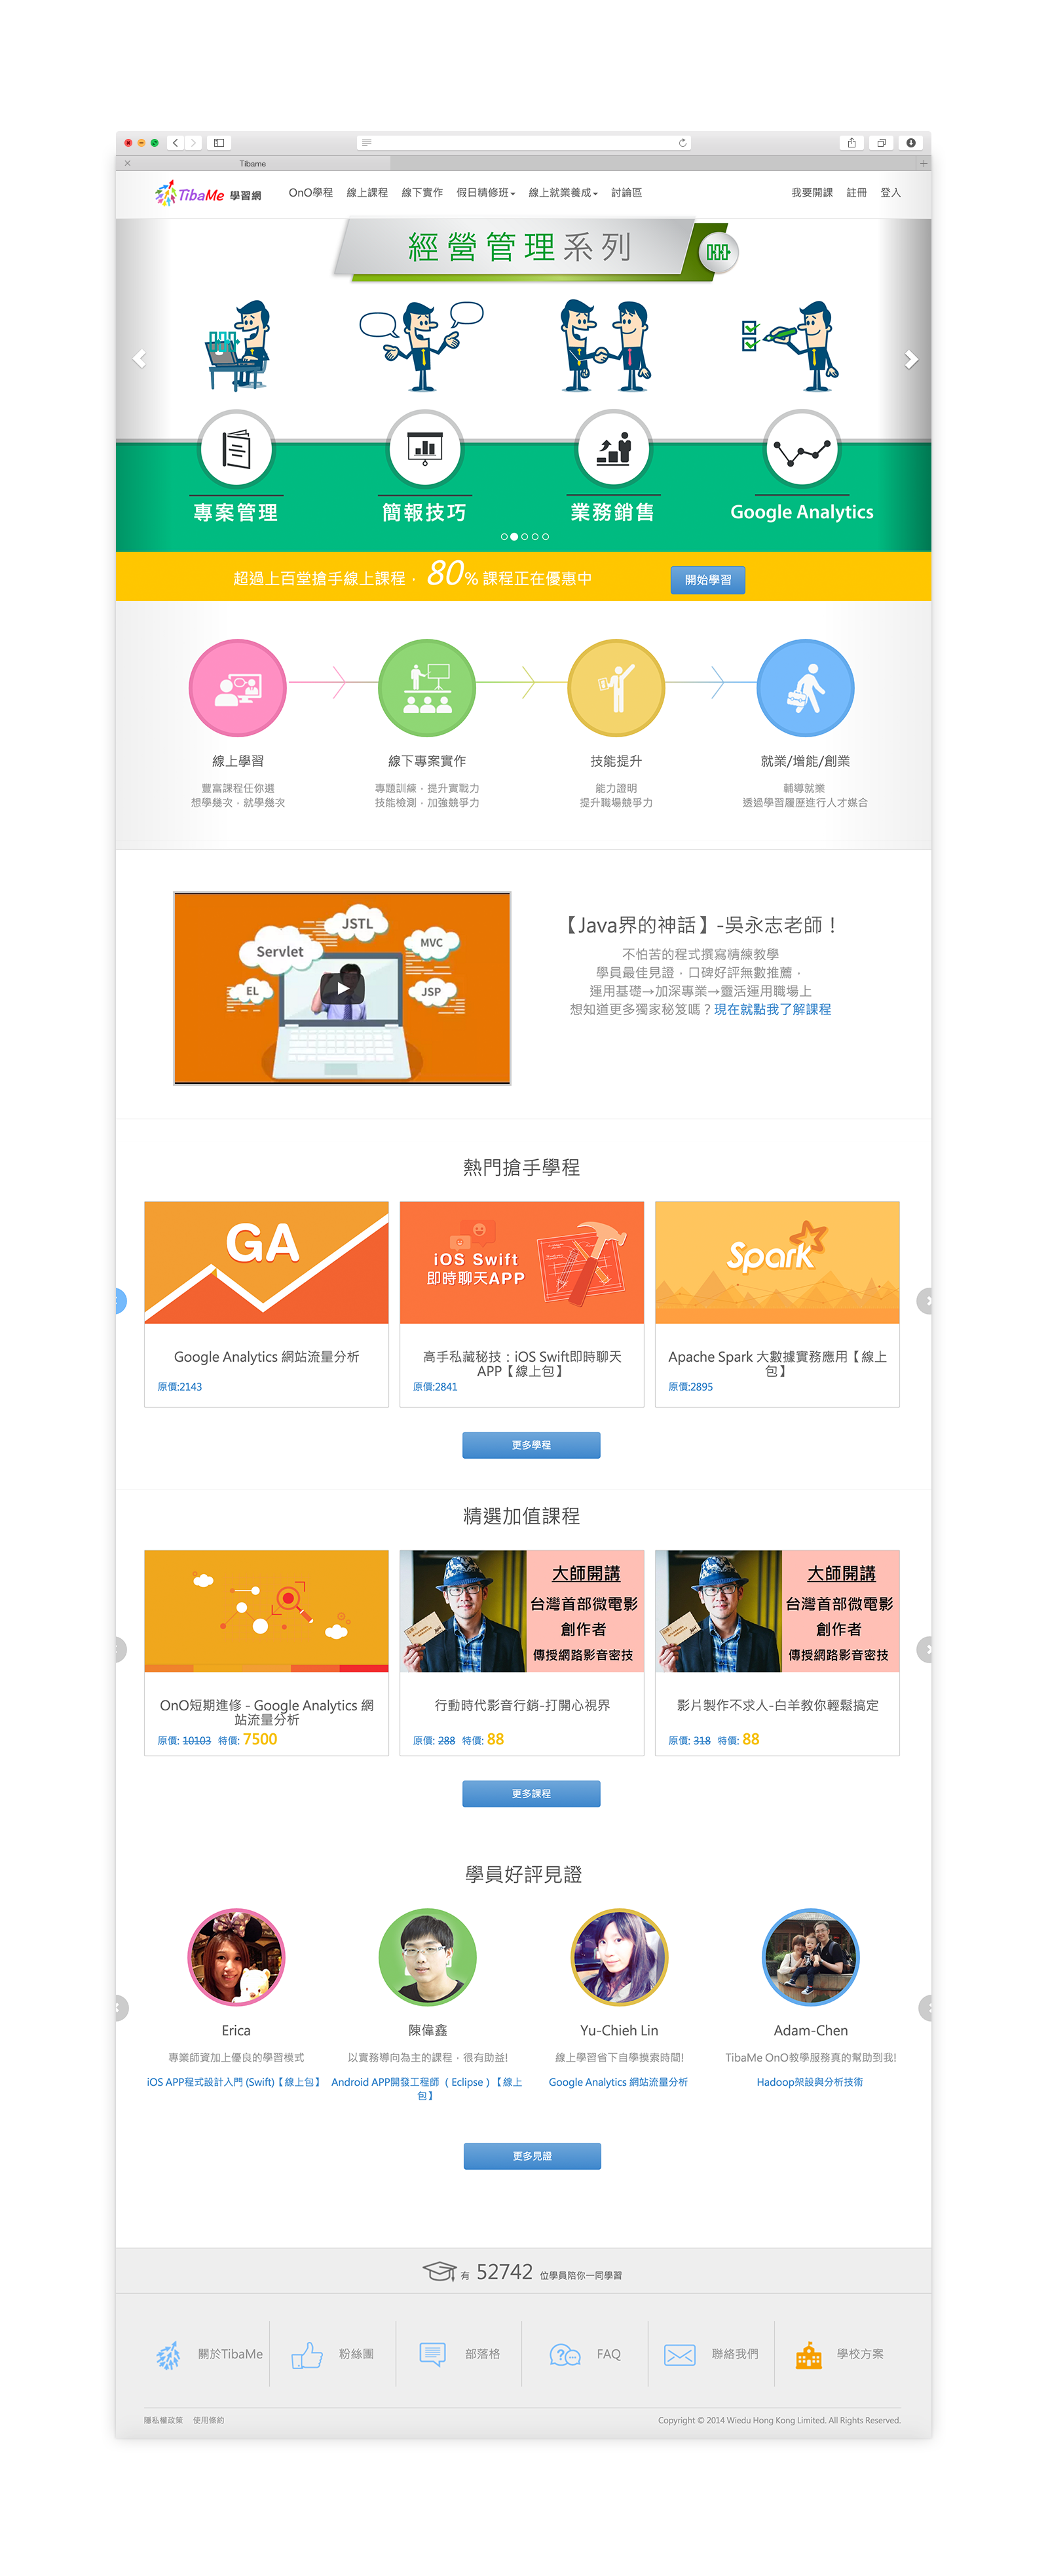 Tibame
TibaMe 學習網 OnO學程 線上課程 線下實作 假日精修班 線上就業養成 討論區 我要開課 註冊 登入
經營管理系列
專案管理 簡報技巧 業務銷售 Google Analytics
超過上百堂搶手線上課程，80% 課程正在優惠中 開始學習
線上學習 線下專案實作 技能提升 就業/增能/創業
豐富課程任你選 專題訓練，提升實戰力 能力證明 輔導就業
想學幾次，就學幾次 技能檢測，加強競爭力 提升職場競爭力 透過學習履歷進行人才媒合
JSTL
Servlet MVC
EL JSP
【Java界的神話】-吳永志老師！
不怕苦的程式撰寫精練教學
學員最佳見證，口碑好評無數推薦，
運用基礎→加深專業→靈活運用職場上
想知道更多獨家秘笈嗎？現在就點我了解課程
熱門搶手學程
GA
iOS Swift
即時聊天APP
Spark
Google Analytics 網站流量分析
原價:2143
高手私藏秘技：iOS Swift即時聊天
APP【線上包】
原價:2841
Apache Spark 大數據實務應用【線上
包】
原價:2895
更多學程
精選加值課程
大師開講
台灣首部微電影
創作者
傳授網路影音密技
大師開講
台灣首部微電影
創作者
傳授網路影音密技
OnO短期進修 - Google Analytics 網
站流量分析
原價: 10103 特價: 7500
行動時代影音行銷-打開心視界
原價: 288 特價: 88
影片製作不求人-白羊教你輕鬆搞定
原價: 318 特價: 88
更多課程
學員好評見證
Erica 陳偉鑫 Yu-Chieh Lin Adam-Chen
專業師資加上優良的學習模式 以實務導向為主的課程，很有助益! 線上學習省下自學摸索時間! TibaMe OnO教學服務真的幫助到我!
iOS APP程式設計入門 (Swift)【線上包】 Android APP開發工程師（Eclipse）【線上 Google Analytics 網站流量分析 Hadoop架設與分析技術
包】
更多見證
有 52742 位學員陪你一同學習
關於TibaMe 粉絲團 部落格 FAQ 聯絡我們 學校方案
隱私權政策 使用條約 Copyright © 2014 Wiedu Hong Kong Limited. All Rights Reserved.